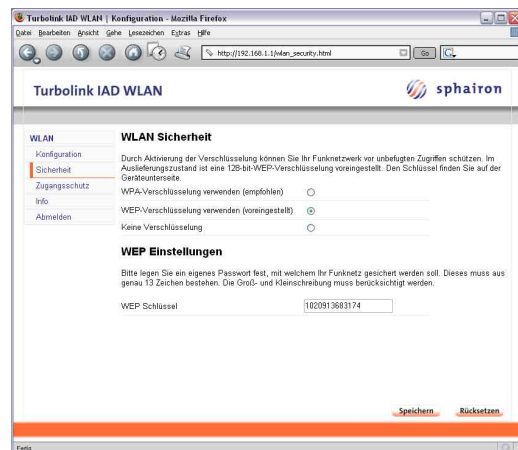 Turbolink IAD WLAN | Konfiguration - Mozilla Firefox
Datei Bearbeiten Ansicht Gehe Lesezeichen Extras Hilfe
http://192.168.1.1/wlan_security.html
Go
Turbolink IAD WLAN
sphairon
WLAN
Konfiguration
Sicherheit
Zugangsschutz
Info
Abmelden
WLAN Sicherheit
Durch Aktivierung der Verschlüsselung können Sie Ihr Funknetzwerk vor unbefugten Zugriffen schützen. Im
Auslieferungszustand ist eine 128-bit-WEP-Verschlüsselung voreingestellt. Den Schlüssel finden Sie auf der
Geräteunterseite.
WPA-Verschlüsselung verwenden (empfohlen)
WEP-Verschlüsselung verwenden (voreingestellt)
Keine Verschlüsselung
WEP Einstellungen
Bitte legen Sie ein eigenes Passwort fest, mit welchem Ihr Funknetz gesichert werden soll. Dieses muss aus
genau 13 Zeichen bestehen. Die Groß- und Kleinschreibung muss berücksichtigt werden.
WEP Schlüssel
1020913683174
Speichern
Rücksetzen
Fertig